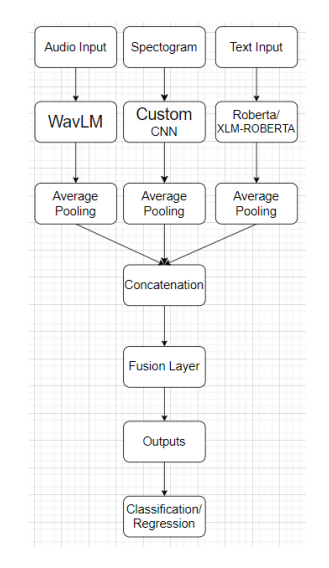 Audio Input
Spectogram
Text Input
WavLM
Custom
CNN
Roberta/
XLM-ROBERTA
Average
Pooling
Average
Pooling
Average
Pooling
Concatenation
Fusion Layer
Outputs
Classification/
Regression